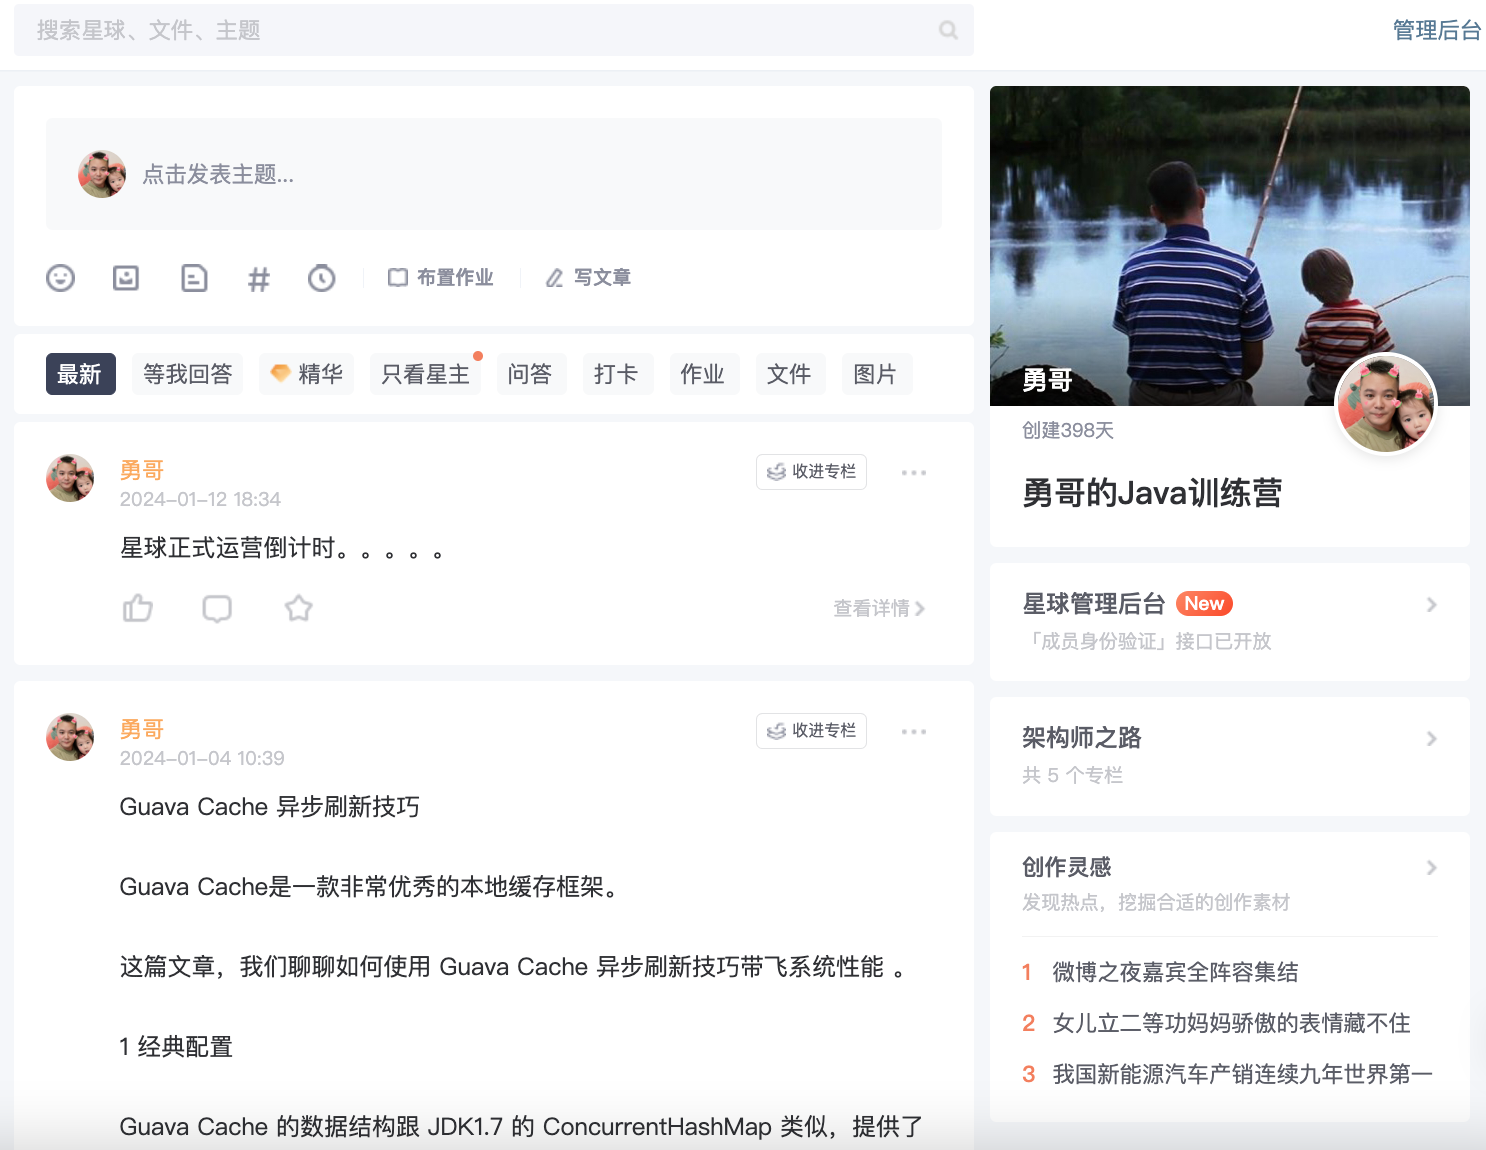 搜索星球、文件、主题
管理后台
点击发表主题...
布置作业
写文章
最新
等我回答
精华
只看星主
问答
打卡
作业
文件
图片
勇哥
2024-01-12 18:34
收进专栏
星球正式运营倒计时。。。。。
查看详情
勇哥
2024-01-04 10:39
收进专栏
Guava Cache 异步刷新技巧
Guava Cache是一款非常优秀的本地缓存框架。
这篇文章，我们聊聊如何使用 Guava Cache 异步刷新技巧带飞系统性能 。
1 经典配置
Guava Cache 的数据结构跟 JDK1.7 的 ConcurrentHashMap 类似，提供了
勇哥
创建398天
勇哥的Java训练营
星球管理后台 New
「成员身份验证」接口已开放
架构师之路
共 5 个专栏
创作灵感
发现热点，挖掘合适的创作素材
1 微博之夜嘉宾全阵容集结
2 女儿立二等功妈妈骄傲的表情藏不住
3 我国新能源汽车产销连续九年世界第一